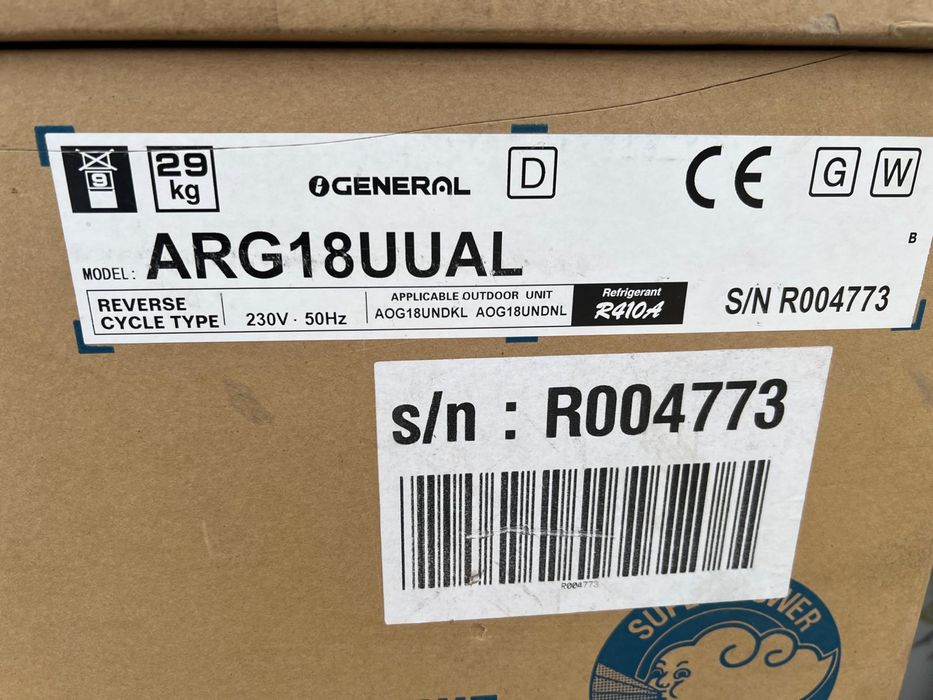 9
29
kg
GENERAL
D
CE
G
W
B
MODEL: ARG18UUAL
REVERSE
CYCLE TYPE
230V · 50Hz
APPLICABLE OUTDOOR UNIT
AOG18UNDKL AOG18UNDNL
Refrigerant
R410A
S/N R004773
s/n : R004773
R004773